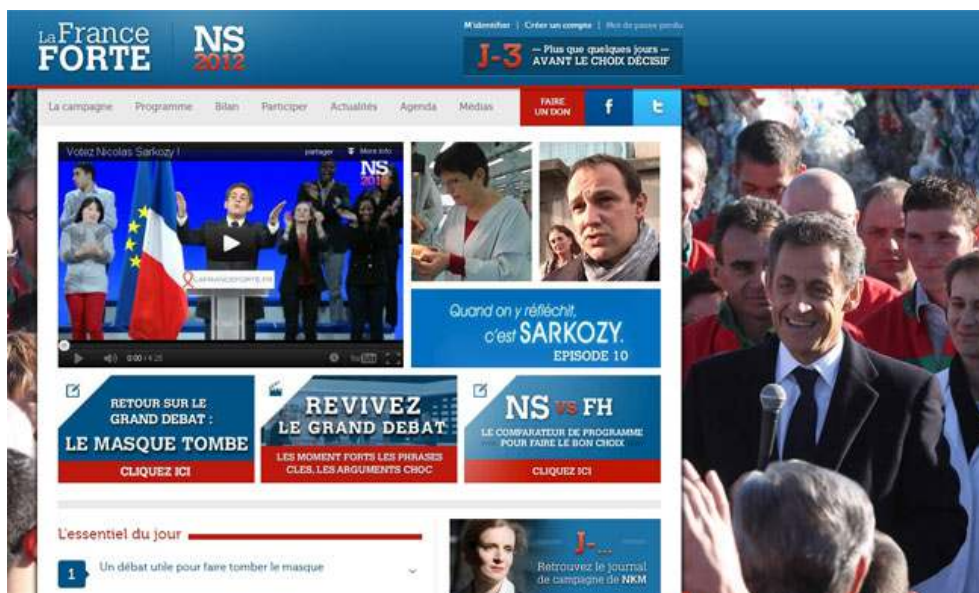 La France
FORTE
NS
2012
M'identifier | Créer un compte | Mot de passe perdu
J-3
— Plus que quelques jours —
AVANT LE CHOIX DÉCISIF
La campagne Programme Bilan Participer Actualités Agenda Médias
FAIRE
UN DON
f
t
Votez Nicolas Sarkozy !
partager
More info
NS
2012
LAFRANCEFORTE.FR
0:00 / 4:25
YouTube
Quand on y réfléchit,
c'est SARKOZY.
EPISODE 10
RETOUR SUR LE
GRAND DEBAT :
LE MASQUE TOMBE
CLIQUEZ ICI
REVIVEZ
LE GRAND DEBAT
LES MOMENT FORTS LES PHRASES
CLES, LES ARGUMENTS CHOC
NS vs FH
LE COMPARATEUR DE PROGRAMME
POUR FAIRE LE BON CHOIX
CLIQUEZ ICI
L'essentiel du jour
1
Un débat utile pour faire tomber le masque
J-...
Retrouvez le journal
de campagne de NKM